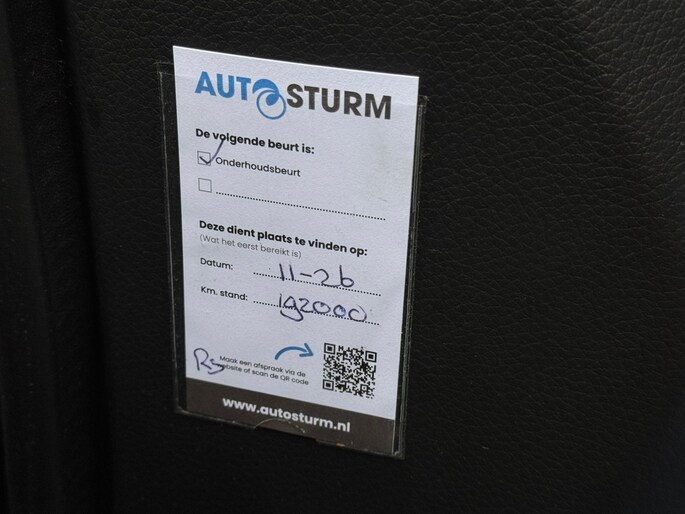 AUTOSTURM
De volgende beurt is:
Onderhoudsbeurt
Deze dient plaats te vinden op:
(Wat het eerst bereikt is)
Datum: 11-26
Km. stand: 192000
Maak een afspraak via de
website of scan de QR code
www.autosturm.nl